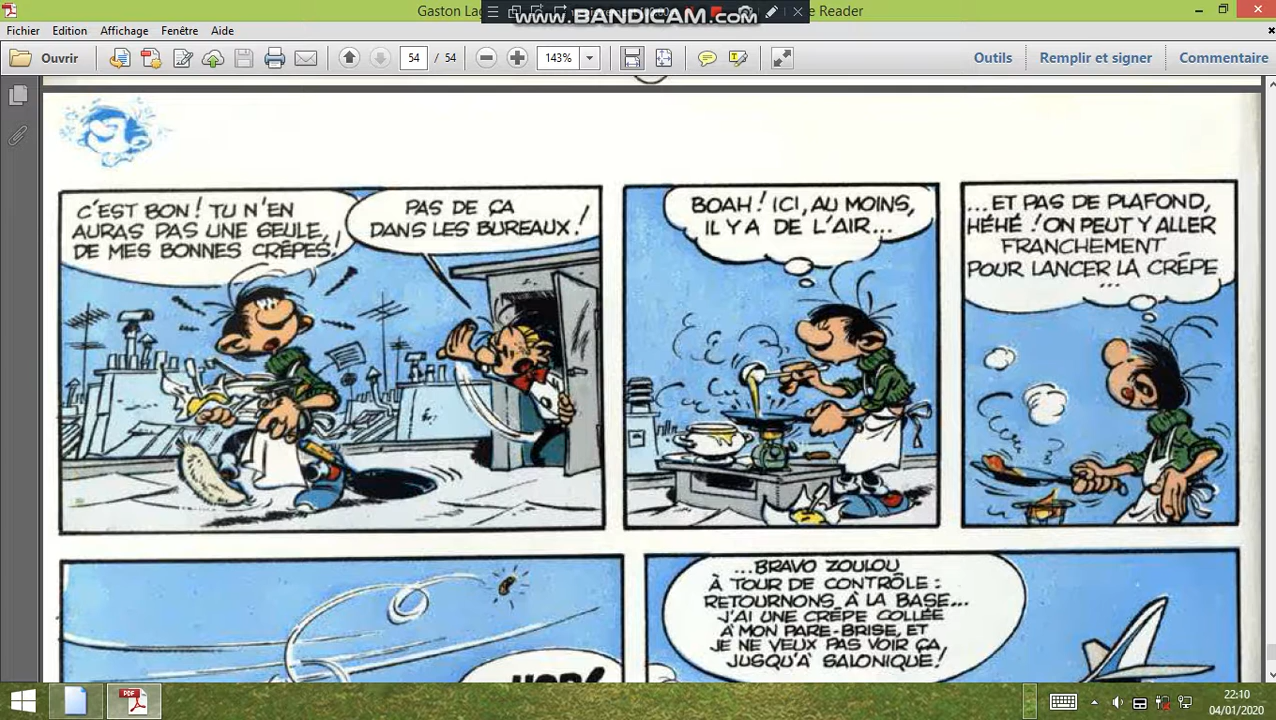 Gaston Lag
www.BANDICAM.com
e Reader
Fichier Edition Affichage Fenêtre Aide
Ouvrir
54 / 54
143%
Outils
Remplir et signer
Commentaire
C'EST BON ! TU N'EN
AURAS PAS UNE SEULE,
DE MES BONNES CRÊPES !
PAS DE ÇA
DANS LES BUREAUX !
BOAH ! ICI, AU MOINS,
IL Y A DE L'AIR...
...ET PAS DE PLAFOND,
HÉHÉ ! ON PEUT Y ALLER
FRANCHEMENT
POUR LANCER LA CRÊPE
...
...BRAVO ZOULOU
À TOUR DE CONTRÔLE :
RETOURNONS À LA BASE...
J'AI UNE CRÊPE COLLÉE
À MON PARE-BRISE, ET
JE NE VEUX PAS VOIR ÇA
JUSQU'À SALONIQUE !
PDF
22:10
04/01/2020